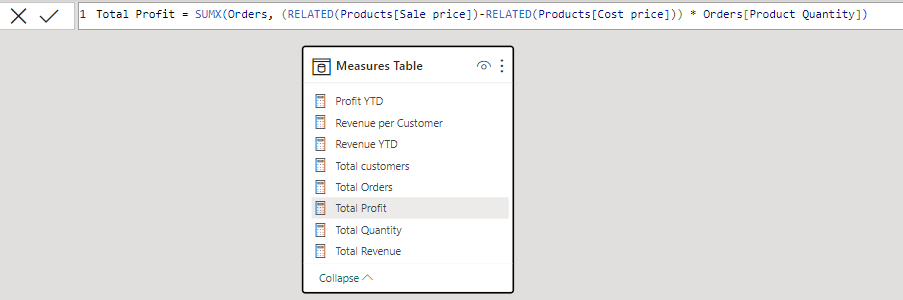 1 Total Profit = SUMX(Orders, (RELATED(Products[Sale price])-RELATED(Products[Cost price])) * Orders[Product Quantity])
Measures Table
Profit YTD
Revenue per Customer
Revenue YTD
Total customers
Total Orders
Total Profit
Total Quantity
Total Revenue
Collapse